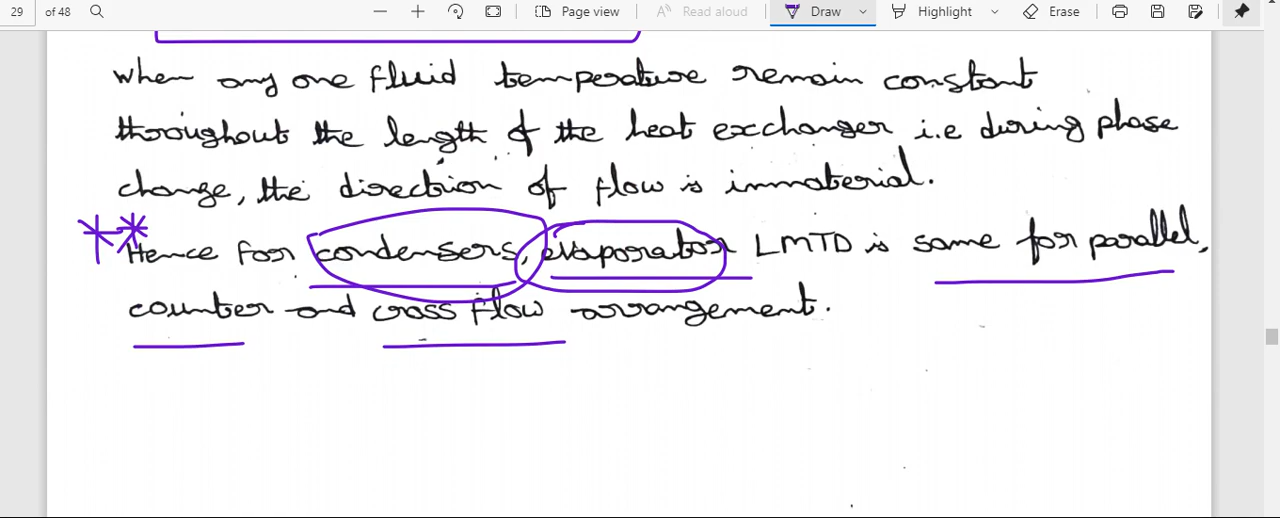 29 of 48 Page view Read aloud Draw Highlight Erase
when any one fluid temperature remain constant
throughout the length of the heat exchanger i.e during phase
change, the direction of flow is immaterial.
** Hence for condensers, evaporator LMTD is same for parallel,
counter and cross flow arrangement.